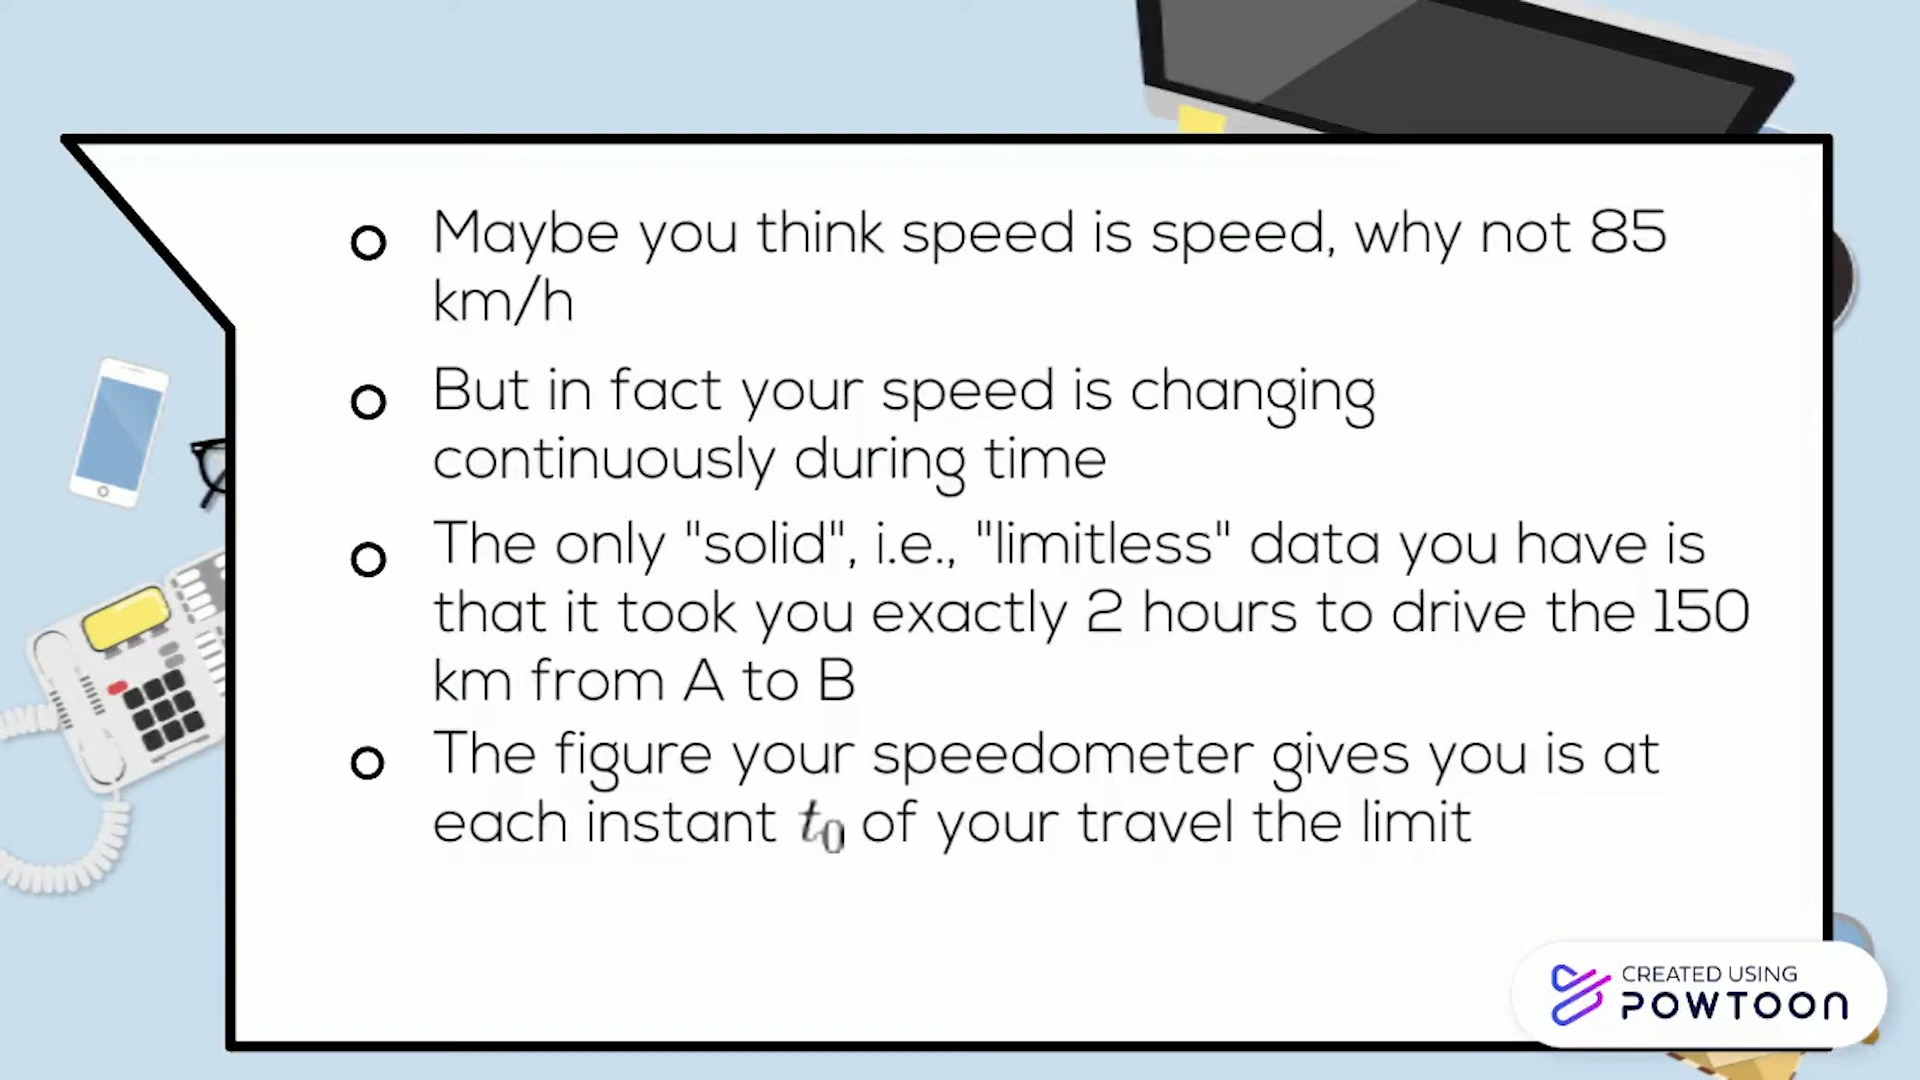 Maybe you think speed is speed, why not 85
km/h
But in fact your speed is changing
continuously during time
The only "solid", i.e., "limitless" data you have is
that it took you exactly 2 hours to drive the 150
km from A to B
The figure your speedometer gives you is at
each instant t₀ of your travel the limit
CREATED USING
POWTOON